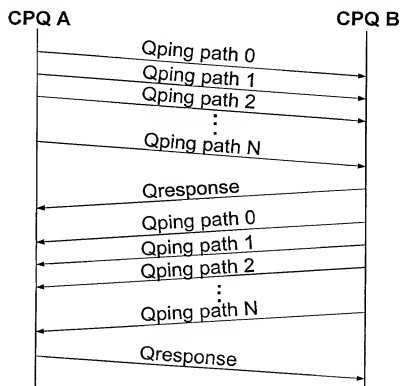 CPQ A
CPQ B
Qping path 0
Qping path 1
Qping path 2
Qping path N
Qresponse
Qping path 0
Qping path 1
Qping path 2
Qping path N
Qresponse